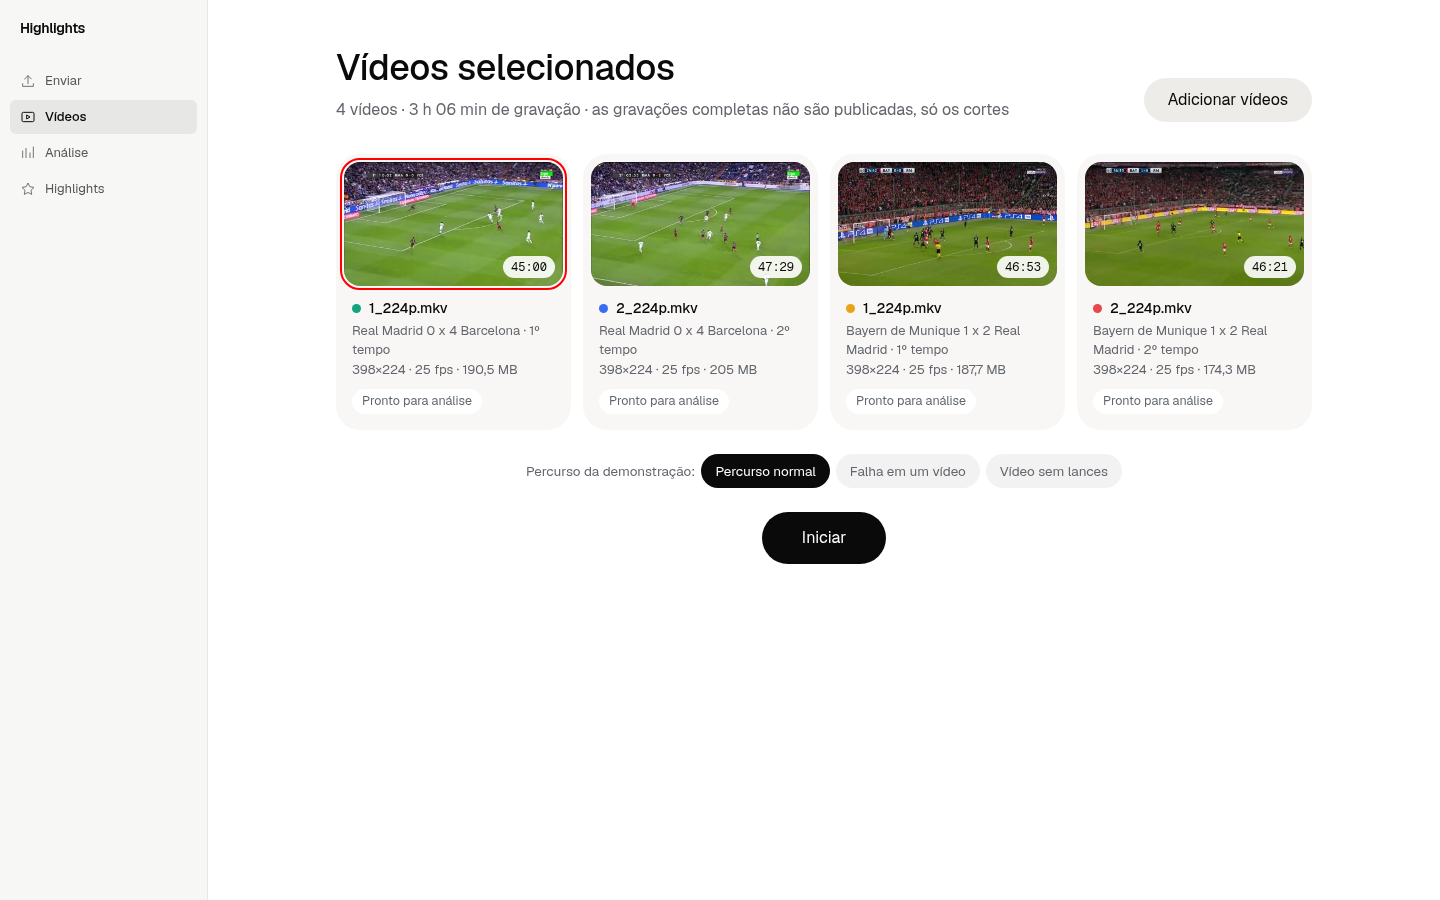 Highlights
Enviar
Vídeos
Análise
Highlights
Vídeos selecionados
4 vídeos · 3 h 06 min de gravação · as gravações completas não são publicadas, só os cortes
Adicionar vídeos
45:00
47:29
46:53
46:21
1_224p.mkv
Real Madrid 0 x 4 Barcelona · 1º
tempo
398×224 · 25 fps · 190,5 MB
Pronto para análise
2_224p.mkv
Real Madrid 0 x 4 Barcelona · 2º
tempo
398×224 · 25 fps · 205 MB
Pronto para análise
1_224p.mkv
Bayern de Munique 1 x 2 Real
Madrid · 1º tempo
398×224 · 25 fps · 187,7 MB
Pronto para análise
2_224p.mkv
Bayern de Munique 1 x 2 Real
Madrid · 2º tempo
398×224 · 25 fps · 174,3 MB
Pronto para análise
Percurso da demonstração:
Percurso normal
Falha em um vídeo
Vídeo sem lances
Iniciar